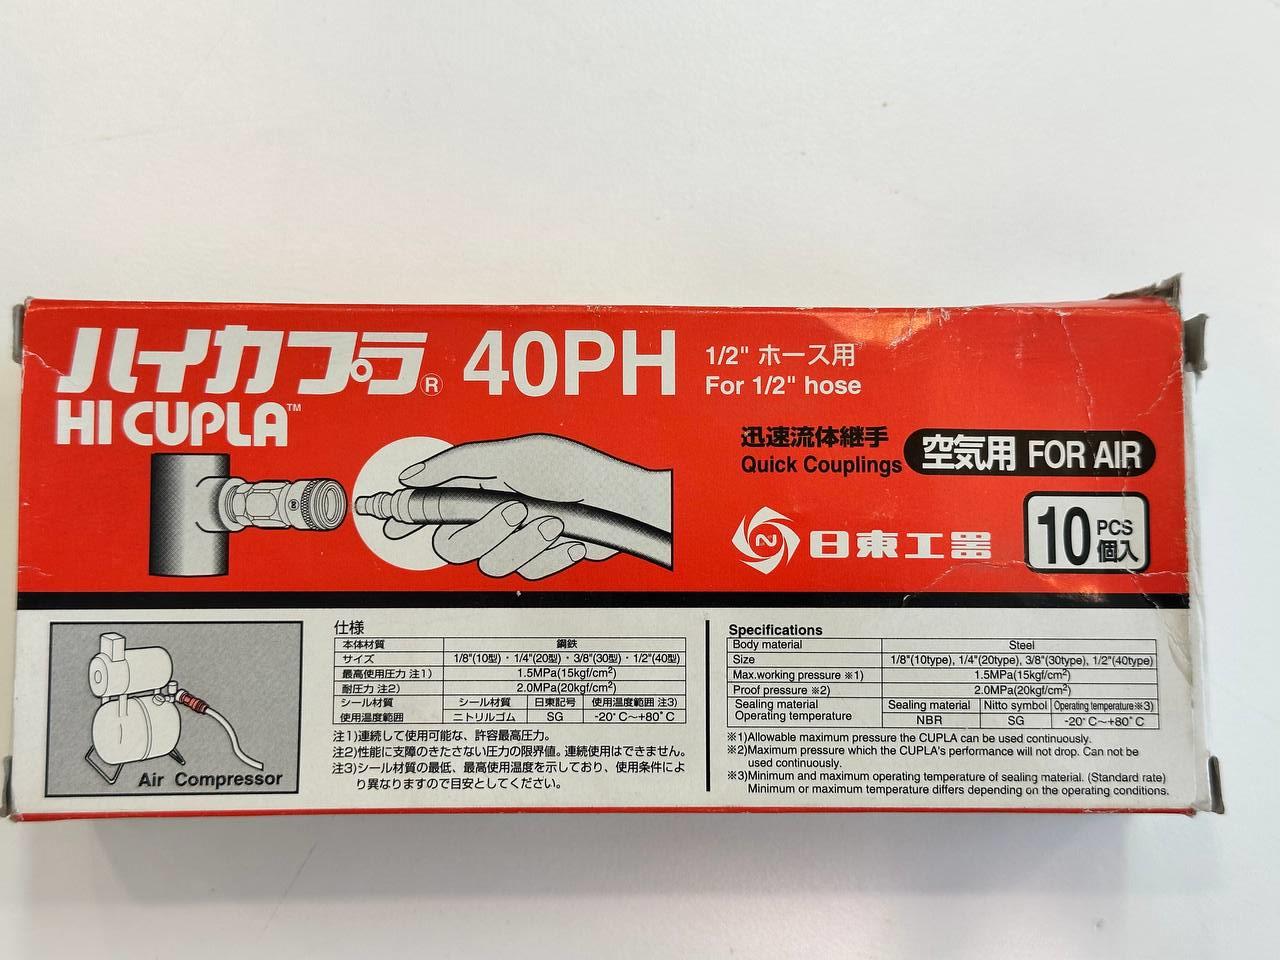 ハイカプラ® 40PH
HI CUPLA™
1/2" ホース用
For 1/2" hose
迅速流体継手
Quick Couplings
空気用 FOR AIR
N 日東工器
10 PCS
個入
Air Compressor
仕様
本体材質 鋼鉄
サイズ 1/8"(10型)・1/4"(20型)・3/8"(30型)・1/2"(40型)
最高使用圧力 注1) 1.5MPa(15kgf/cm²)
耐圧力 注2) 2.0MPa(20kgf/cm²)
シール材質 シール材質 日東記号 使用温度範囲 注3)
使用温度範囲 ニトリルゴム SG -20°C~+80°C
注1)連続して使用可能な、許容最高圧力。
注2)性能に支障のきたさない圧力の限界値。連続使用はできません。
注3)シール材質の最低、最高使用温度を示しており、使用条件によ
り異なりますので目安としてください。
Specifications
Body material Steel
Size 1/8"(10type), 1/4"(20type), 3/8"(30type), 1/2"(40type)
Max.working pressure ※1) 1.5MPa(15kgf/cm²)
Proof pressure ※2) 2.0MPa(20kgf/cm²)
Sealing material Sealing material Nitto symbol Operating temperature※3)
Operating temperature NBR SG -20°C~+80°C
※1)Allowable maximum pressure the CUPLA can be used continuously.
※2)Maximum pressure which the CUPLA's performance will not drop. Can not be
used continuously.
※3)Minimum and maximum operating temperature of sealing material. (Standard rate)
Minimum or maximum temperature differs depending on the operating conditions.